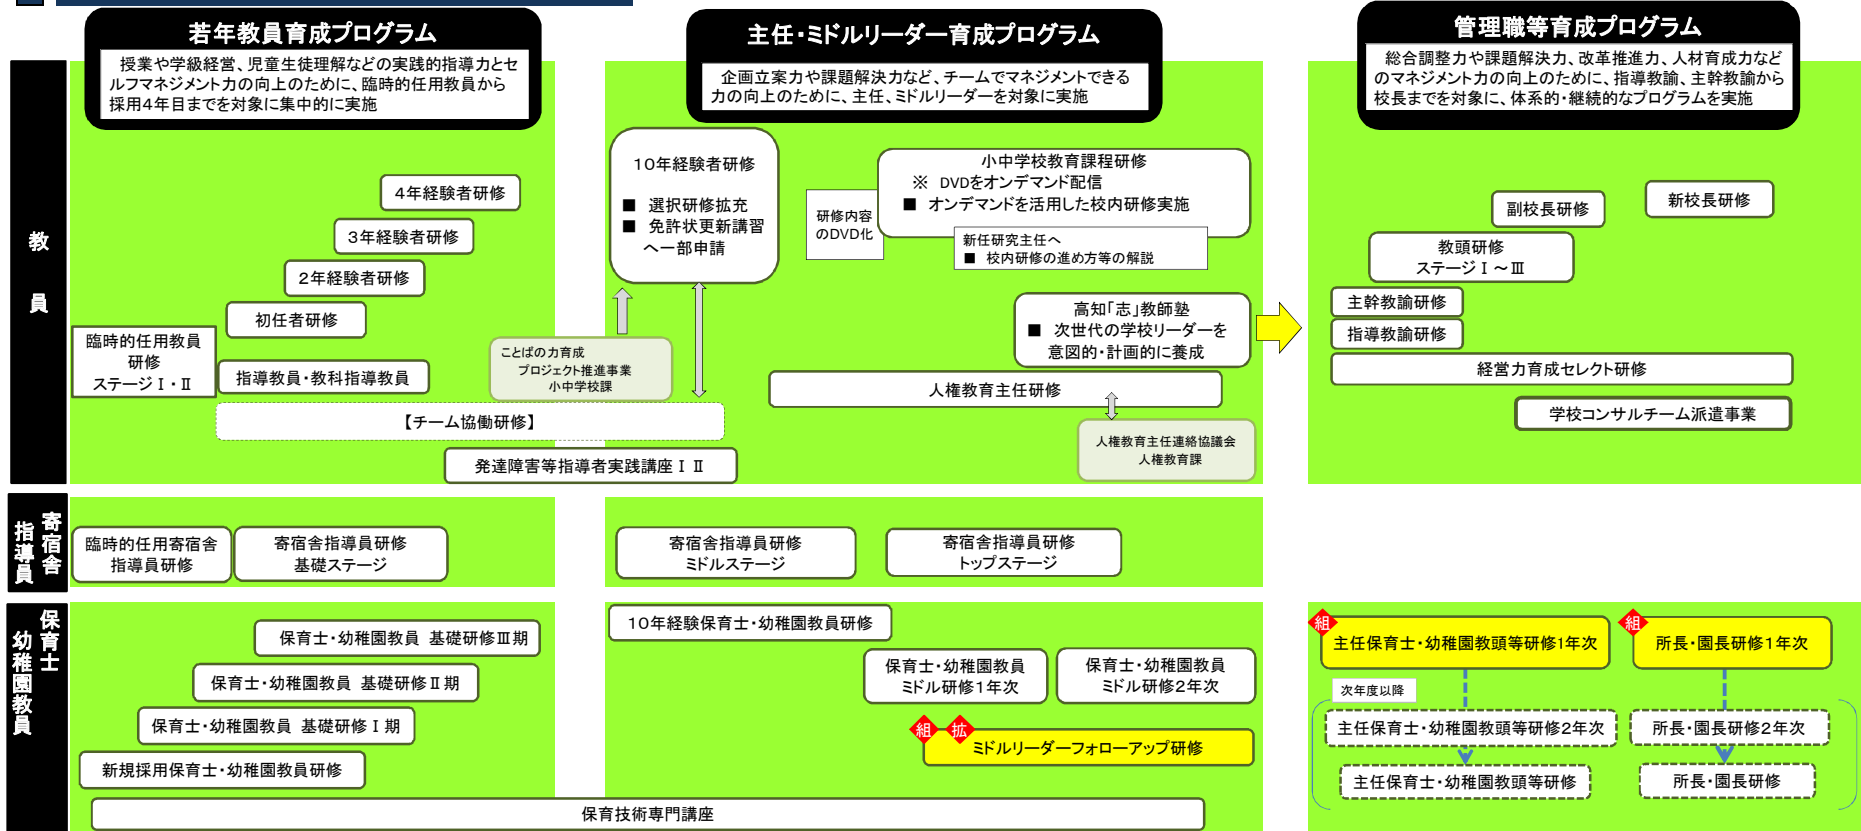 若年教員育成プログラム
授業や学級経営、児童生徒理解などの実践的指導力とセ
ルフマネジメント力の向上のために、臨時的任用教員から
採用4年目までを対象に集中的に実施
主任・ミドルリーダー育成プログラム
企画立案力や課題解決力など、チームでマネジメントできる
力の向上のために、主任、ミドルリーダーを対象に実施
管理職等育成プログラム
総合調整力や課題解決力、改革推進力、人材育成力など
のマネジメント力の向上のために、指導教諭、主幹教諭から
校長までを対象に、体系的・継続的なプログラムを実施
教員
4年経験者研修
3年経験者研修
2年経験者研修
初任者研修
臨時的任用教員
研修
ステージⅠ・Ⅱ
指導教員・教科指導教員
【チーム協働研修】
発達障害等指導者実践講座ⅠⅡ
ことばの力育成
プロジェクト推進事業
小中学校課
10年経験者研修
■ 選択研修拡充
■ 免許状更新講習
へ一部申請
研修内容
のDVD化
小中学校教育課程研修
※ DVDをオンデマンド配信
■ オンデマンドを活用した校内研修実施
新任研究主任へ
■ 校内研修の進め方等の解説
高知「志」教師塾
■ 次世代の学校リーダーを
意図的・計画的に養成
人権教育主任研修
人権教育主任連絡協議会
人権教育課
新校長研修
副校長研修
教頭研修
ステージⅠ～Ⅲ
主幹教諭研修
指導教諭研修
経営力育成セレクト研修
学校コンサルチーム派遣事業
寄宿舎
指導員
臨時的任用寄宿舎
指導員研修
寄宿舎指導員研修
基礎ステージ
寄宿舎指導員研修
ミドルステージ
寄宿舎指導員研修
トップステージ
保育士
幼稚園教員
保育士・幼稚園教員 基礎研修Ⅲ期
保育士・幼稚園教員 基礎研修Ⅱ期
保育士・幼稚園教員 基礎研修Ⅰ期
新規採用保育士・幼稚園教員研修
保育技術専門講座
10年経験保育士・幼稚園教員研修
保育士・幼稚園教員
ミドル研修1年次
保育士・幼稚園教員
ミドル研修2年次
組 拡
ミドルリーダーフォローアップ研修
組
主任保育士・幼稚園教頭等研修1年次
組
所長・園長研修1年次
次年度以降
主任保育士・幼稚園教頭等研修2年次
所長・園長研修2年次
主任保育士・幼稚園教頭等研修
所長・園長研修